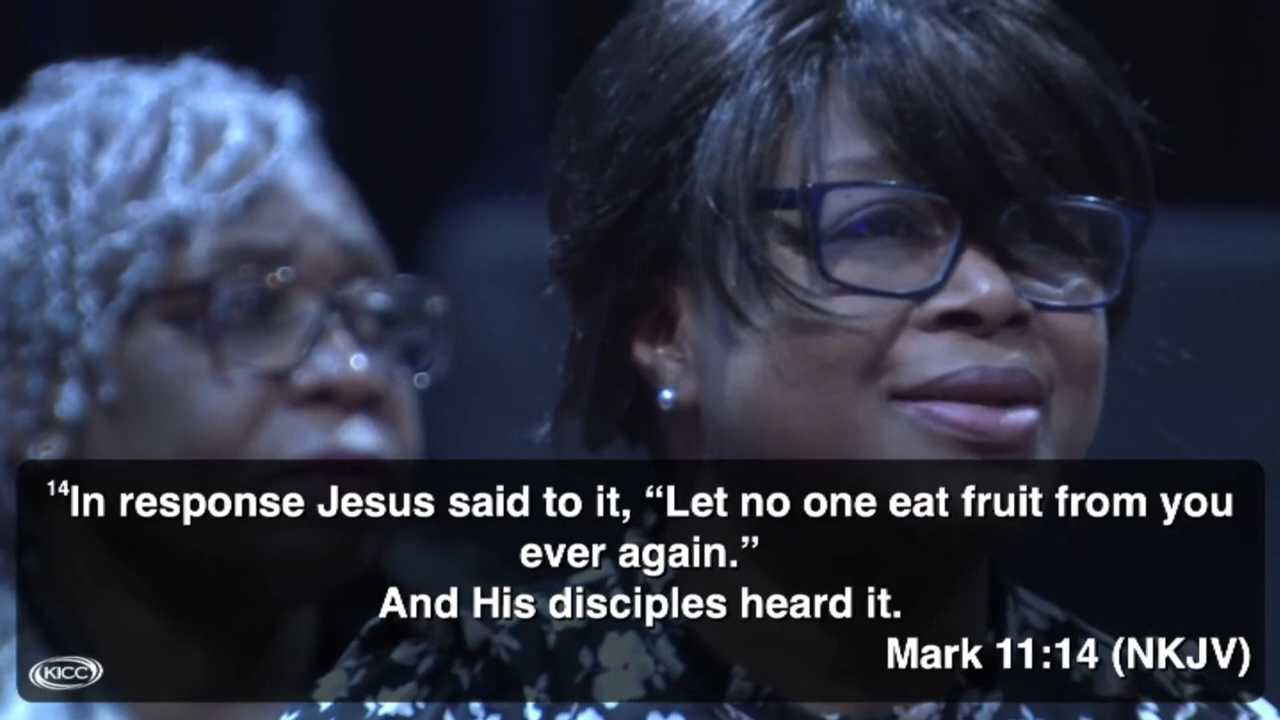 ¹⁴In response Jesus said to it, “Let no one eat fruit from you
ever again.”
And His disciples heard it.
Mark 11:14 (NKJV)
KICC